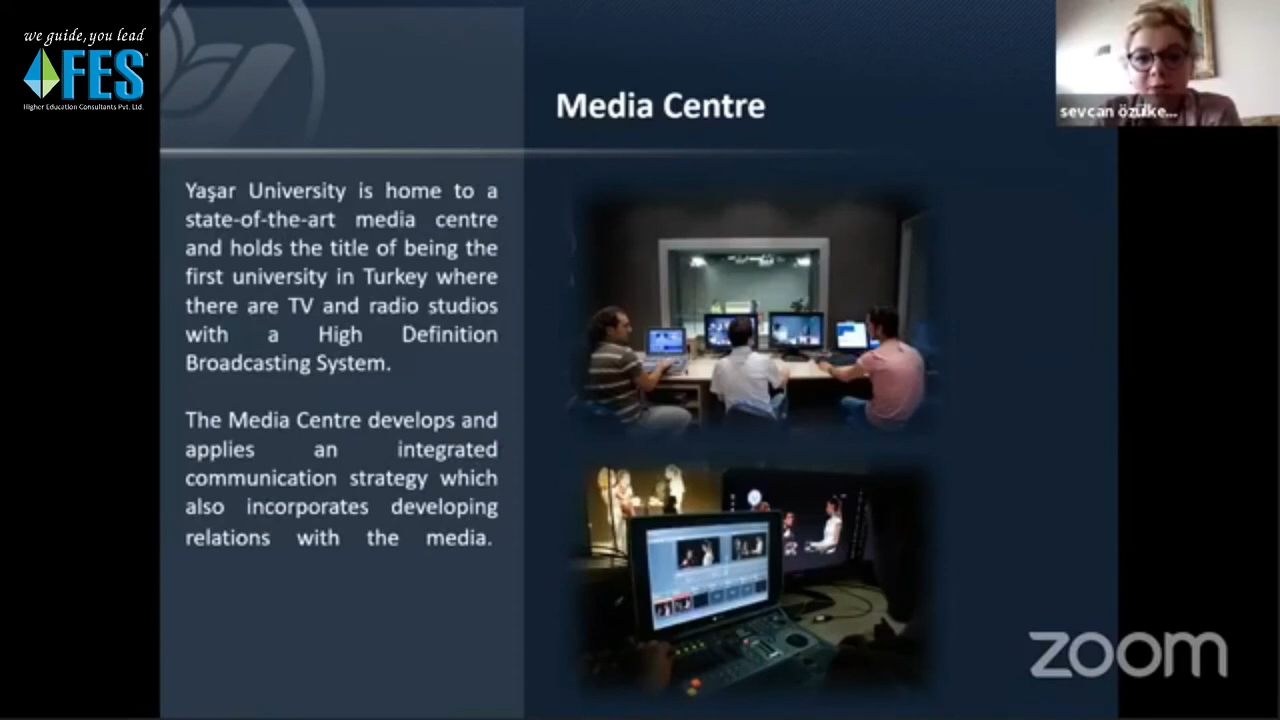 we guide, you lead
FES
Higher Education Consultants Pvt. Ltd.
Media Centre
sevcan özülke...
Yaşar University is home to a
state-of-the-art media centre
and holds the title of being the
first university in Turkey where
there are TV and radio studios
with a High Definition
Broadcasting System.
The Media Centre develops and
applies an integrated
communication strategy which
also incorporates developing
relations with the media.
zoom